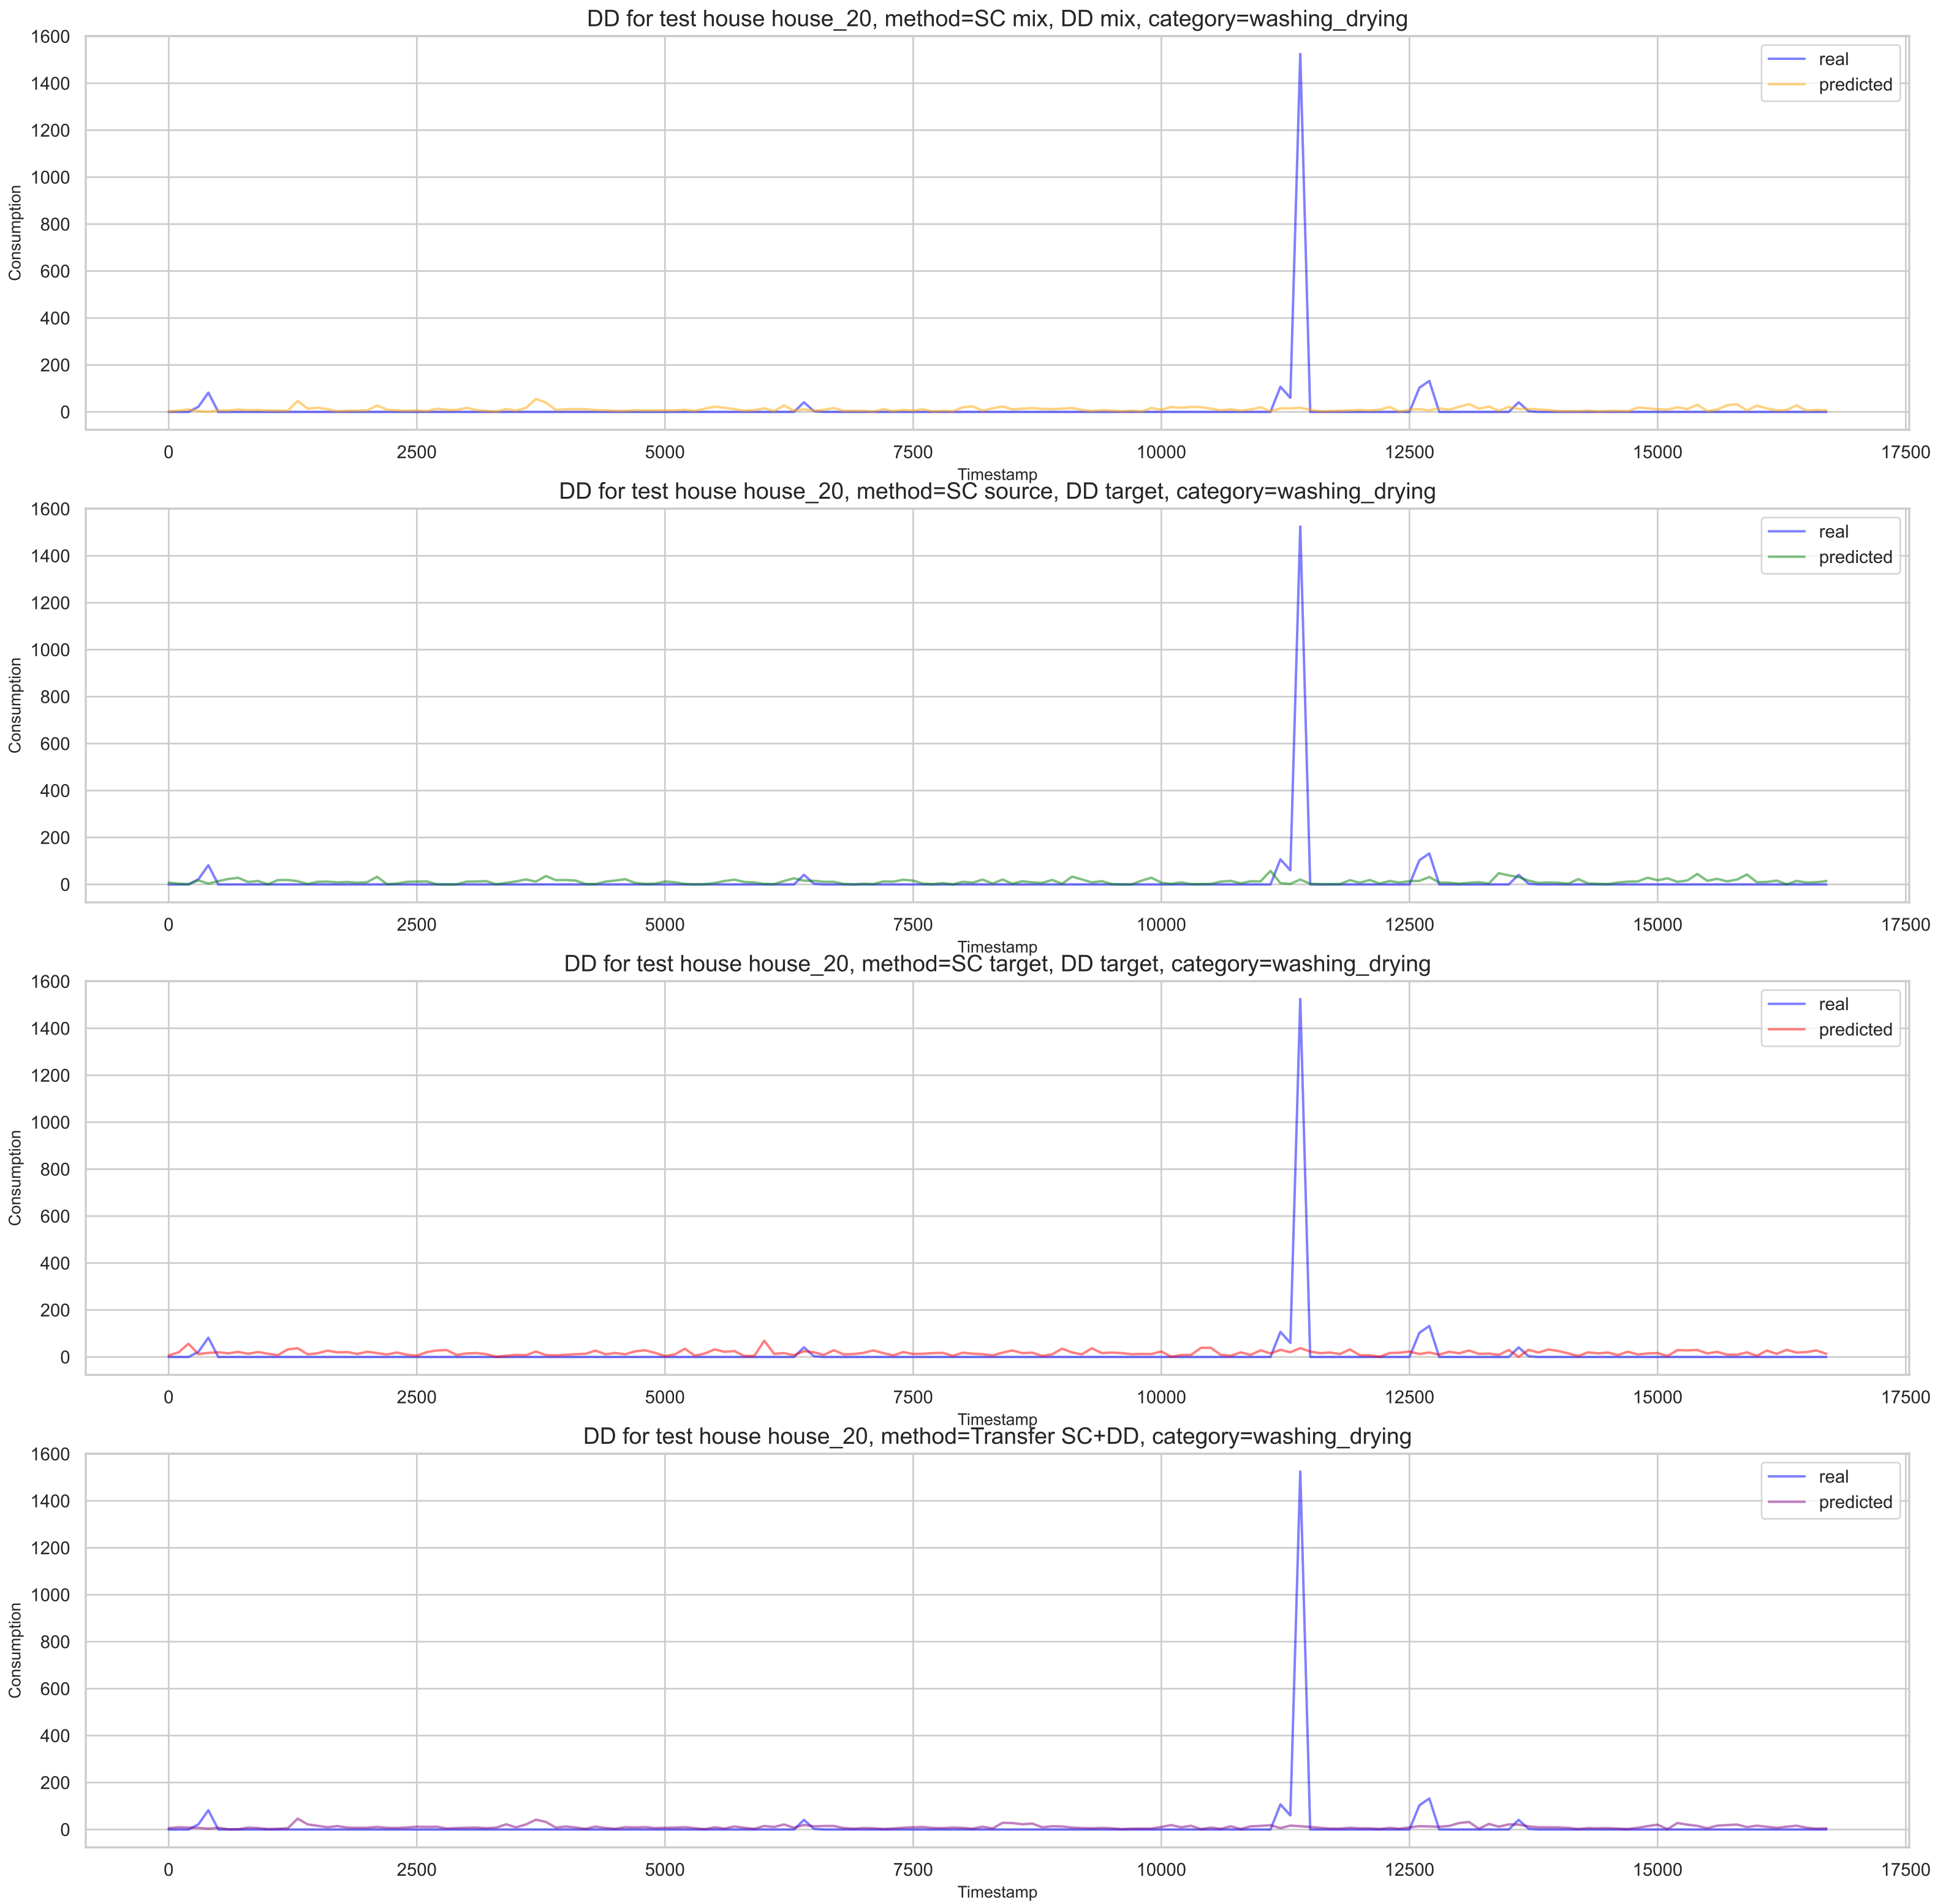 DD for test house house_20, method=SC mix, DD mix, category=washing_drying
1600
1400
1200
1000
800
600
400
200
0
Consumption
real
predicted
0 2500 5000 7500 10000 12500 15000 17500
Timestamp
DD for test house house_20, method=SC source, DD target, category=washing_drying
1600
1400
1200
1000
800
600
400
200
0
Consumption
real
predicted
0 2500 5000 7500 10000 12500 15000 17500
Timestamp
DD for test house house_20, method=SC target, DD target, category=washing_drying
1600
1400
1200
1000
800
600
400
200
0
Consumption
real
predicted
0 2500 5000 7500 10000 12500 15000 17500
Timestamp
DD for test house house_20, method=Transfer SC+DD, category=washing_drying
1600
1400
1200
1000
800
600
400
200
0
Consumption
real
predicted
0 2500 5000 7500 10000 12500 15000 17500
Timestamp